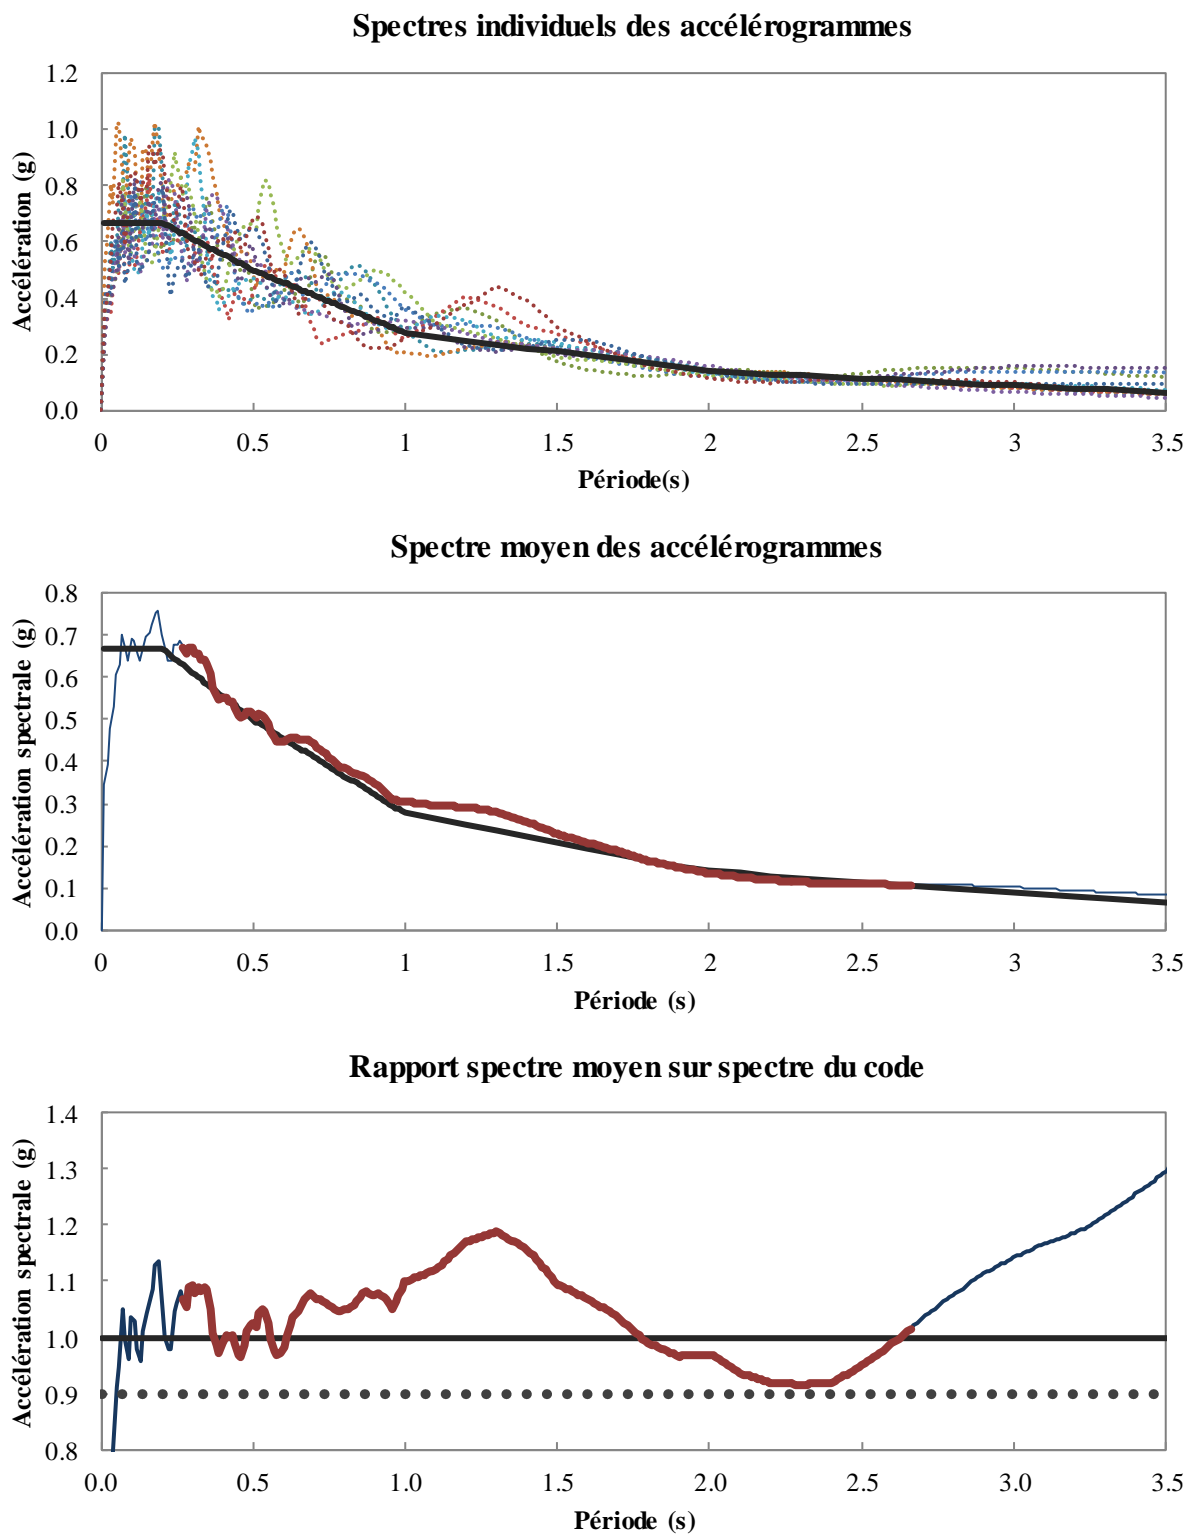 Spectres individuels des accélérogrammes
1.2
1.0
0.8
0.6
0.4
0.2
0.0
Accélération (g)
0 0.5 1 1.5 2 2.5 3 3.5
Période(s)
Spectre moyen des accélérogrammes
0.8
0.7
0.6
0.5
0.4
0.3
0.2
0.1
0.0
Accélération spectrale (g)
0 0.5 1 1.5 2 2.5 3 3.5
Période (s)
Rapport spectre moyen sur spectre du code
1.4
1.3
1.2
1.1
1.0
0.9
0.8
Accélération spectrale (g)
0.0 0.5 1.0 1.5 2.0 2.5 3.0 3.5
Période (s)